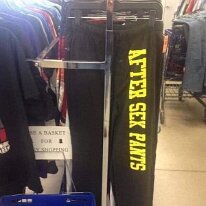 AFTER SEX PANTS
E A BASKET
FOR
Y SHOPPING